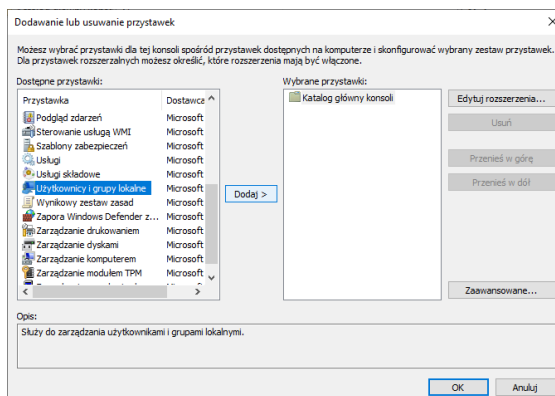 Dodawanie lub usuwanie przystawek
Możesz wybrać przystawki dla tej konsoli spośród przystawek dostępnych na komputerze i skonfigurować wybrany zestaw przystawek.
Dla przystawek rozszerzalnych możesz określić, które rozszerzenia mają być włączone.
Dostępne przystawki:
Przystawka Dostawca
Podgląd zdarzeń Microsoft
Sterowanie usługą WMI Microsoft
Szablony zabezpieczeń Microsoft
Usługi Microsoft
Usługi składowe Microsoft
Użytkownicy i grupy lokalne Microsoft
Wynikowy zestaw zasad Microsoft
Zapora Windows Defender z... Microsoft
Zarządzanie drukowaniem Microsoft
Zarządzanie dyskami Microsoft
Zarządzanie komputerem Microsoft
Zarządzanie modułem TPM Microsoft
Dodaj >
Wybrane przystawki:
Katalog główny konsoli
Edytuj rozszerzenia...
Usuń
Przenieś w górę
Przenieś w dół
Zaawansowane...
Opis:
Służy do zarządzania użytkownikami i grupami lokalnymi.
OK
Anuluj